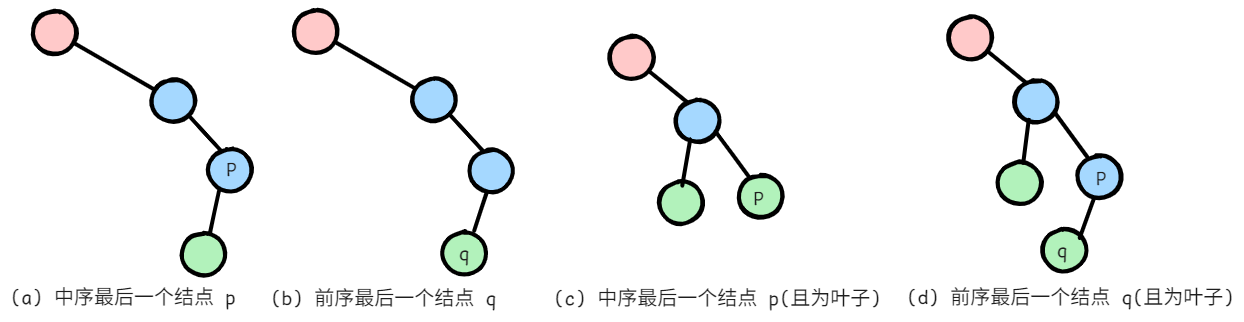 P
q
P
P
q
(a) 中序最后一个结点 p
(b) 前序最后一个结点 q
(c) 中序最后一个结点 p(且为叶子)
(d) 前序最后一个结点 q(且为叶子)